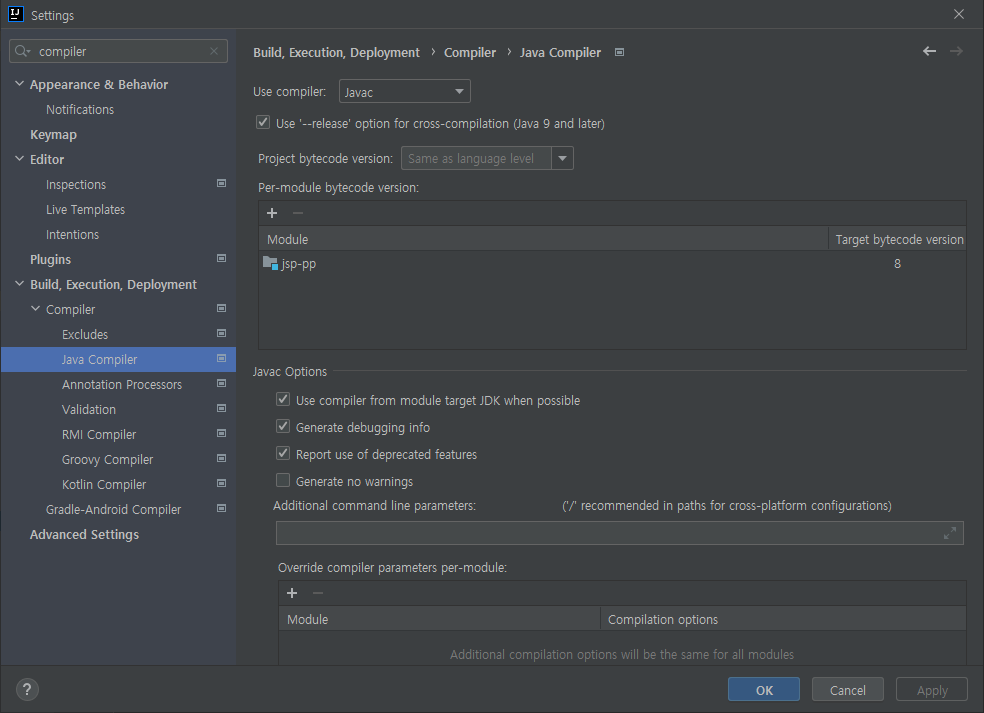 IJ
Settings
compiler
Appearance & Behavior
Notifications
Keymap
Editor
Inspections
Live Templates
Intentions
Plugins
Build, Execution, Deployment
Compiler
Excludes
Java Compiler
Annotation Processors
Validation
RMI Compiler
Groovy Compiler
Kotlin Compiler
Gradle-Android Compiler
Advanced Settings
Build, Execution, Deployment › Compiler › Java Compiler
Use compiler: Javac
Use '--release' option for cross-compilation (Java 9 and later)
Project bytecode version: Same as language level
Per-module bytecode version:
+ −
Module Target bytecode version
jsp-pp 8
Javac Options
Use compiler from module target JDK when possible
Generate debugging info
Report use of deprecated features
Generate no warnings
Additional command line parameters: ('/' recommended in paths for cross-platform configurations)
Override compiler parameters per-module:
+ −
Module Compilation options
Additional compilation options will be the same for all modules
? OK Cancel Apply